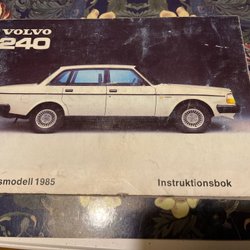 VOLVO
240
smodell 1985
Instruktionsbok